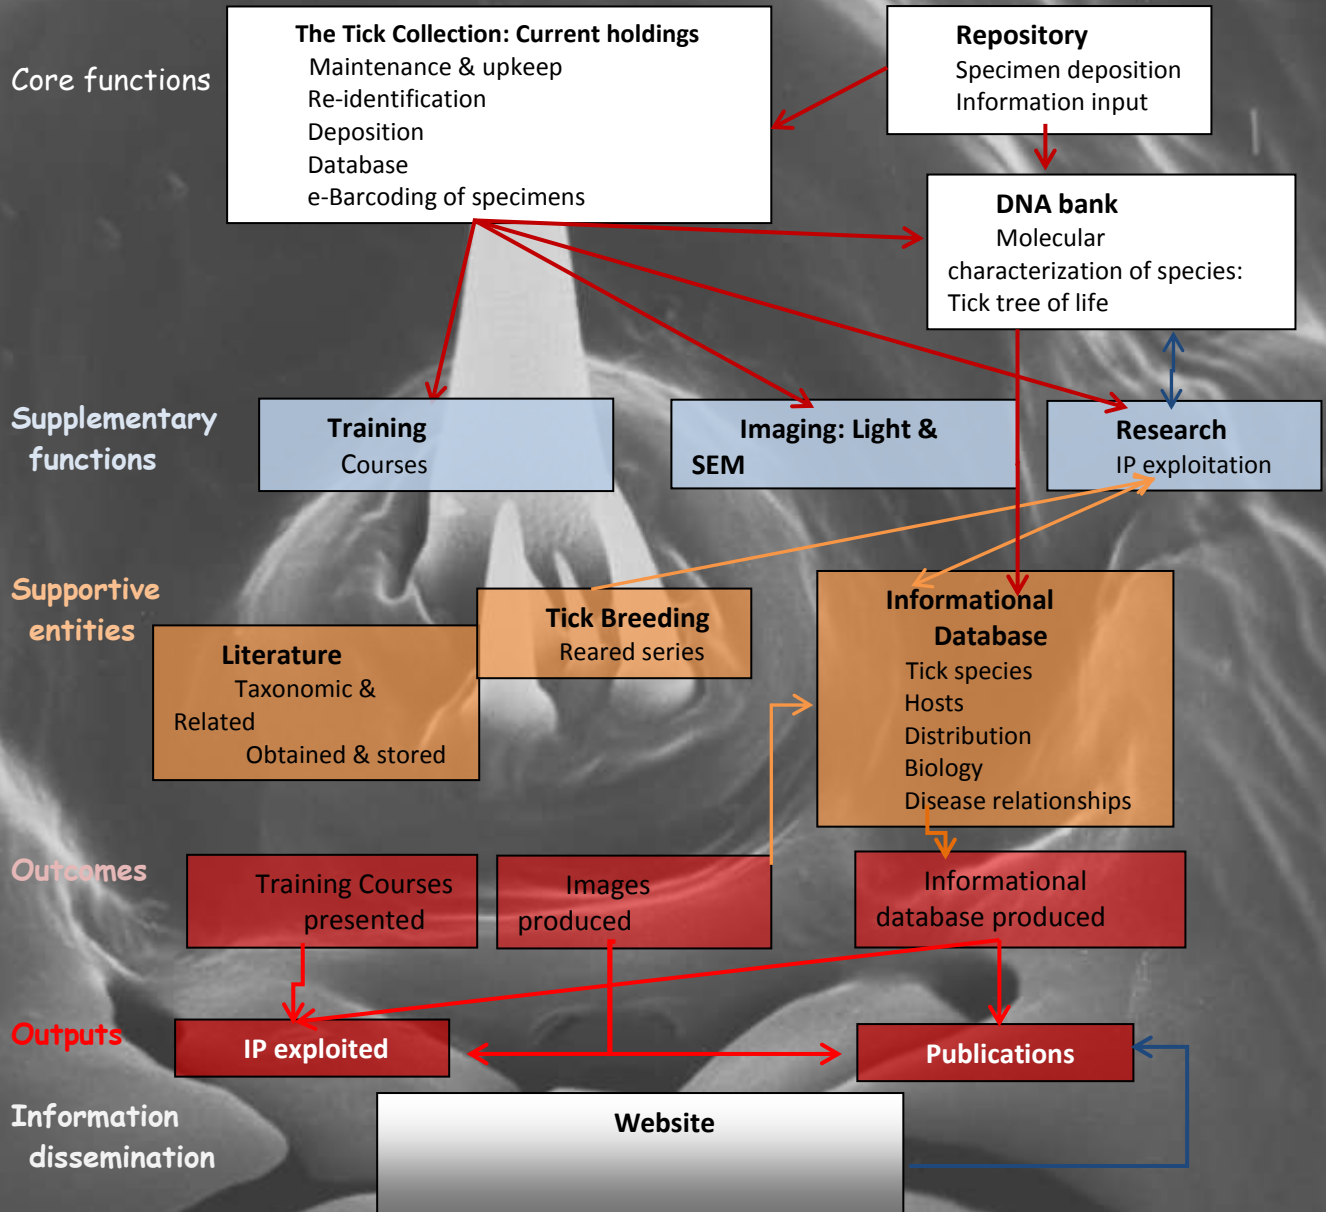 Core functions
The Tick Collection: Current holdings
Maintenance & upkeep
Re-identification
Deposition
Database
e-Barcoding of specimens
Repository
Specimen deposition
Information input
DNA bank
Molecular
characterization of species:
Tick tree of life
Supplementary
functions
Training
Courses
Imaging: Light &
SEM
Research
IP exploitation
Supportive
entities
Literature
Taxonomic &
Related
Obtained & stored
Tick Breeding
Reared series
Informational
Database
Tick species
Hosts
Distribution
Biology
Disease relationships
Outcomes
Training Courses
presented
Images
produced
Informational
database produced
Outputs
IP exploited
Publications
Information
dissemination
Website